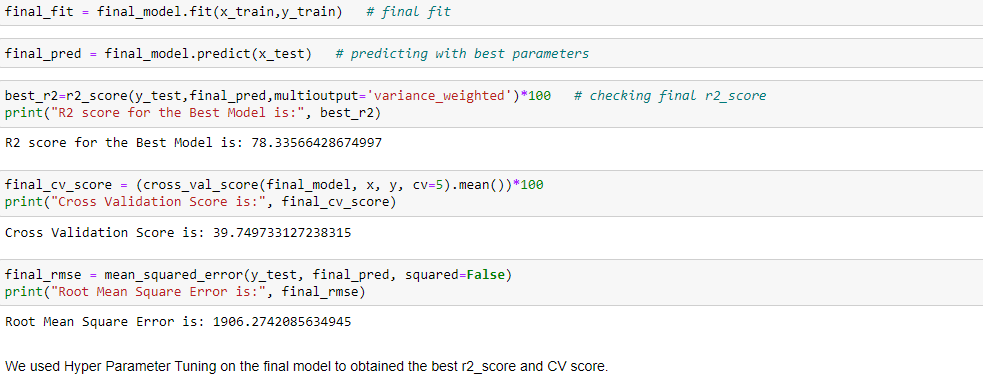 final_fit = final_model.fit(x_train,y_train)   # final fit
final_pred = final_model.predict(x_test)   # predicting with best parameters
best_r2=r2_score(y_test,final_pred,multioutput='variance_weighted')*100   # checking final r2_score
print("R2 score for the Best Model is:", best_r2)
R2 score for the Best Model is: 78.33566428674997
final_cv_score = (cross_val_score(final_model, x, y, cv=5).mean())*100
print("Cross Validation Score is:", final_cv_score)
Cross Validation Score is: 39.749733127238315
final_rmse = mean_squared_error(y_test, final_pred, squared=False)
print("Root Mean Square Error is:", final_rmse)
Root Mean Square Error is: 1906.2742085634945
We used Hyper Parameter Tuning on the final model to obtained the best r2_score and CV score.